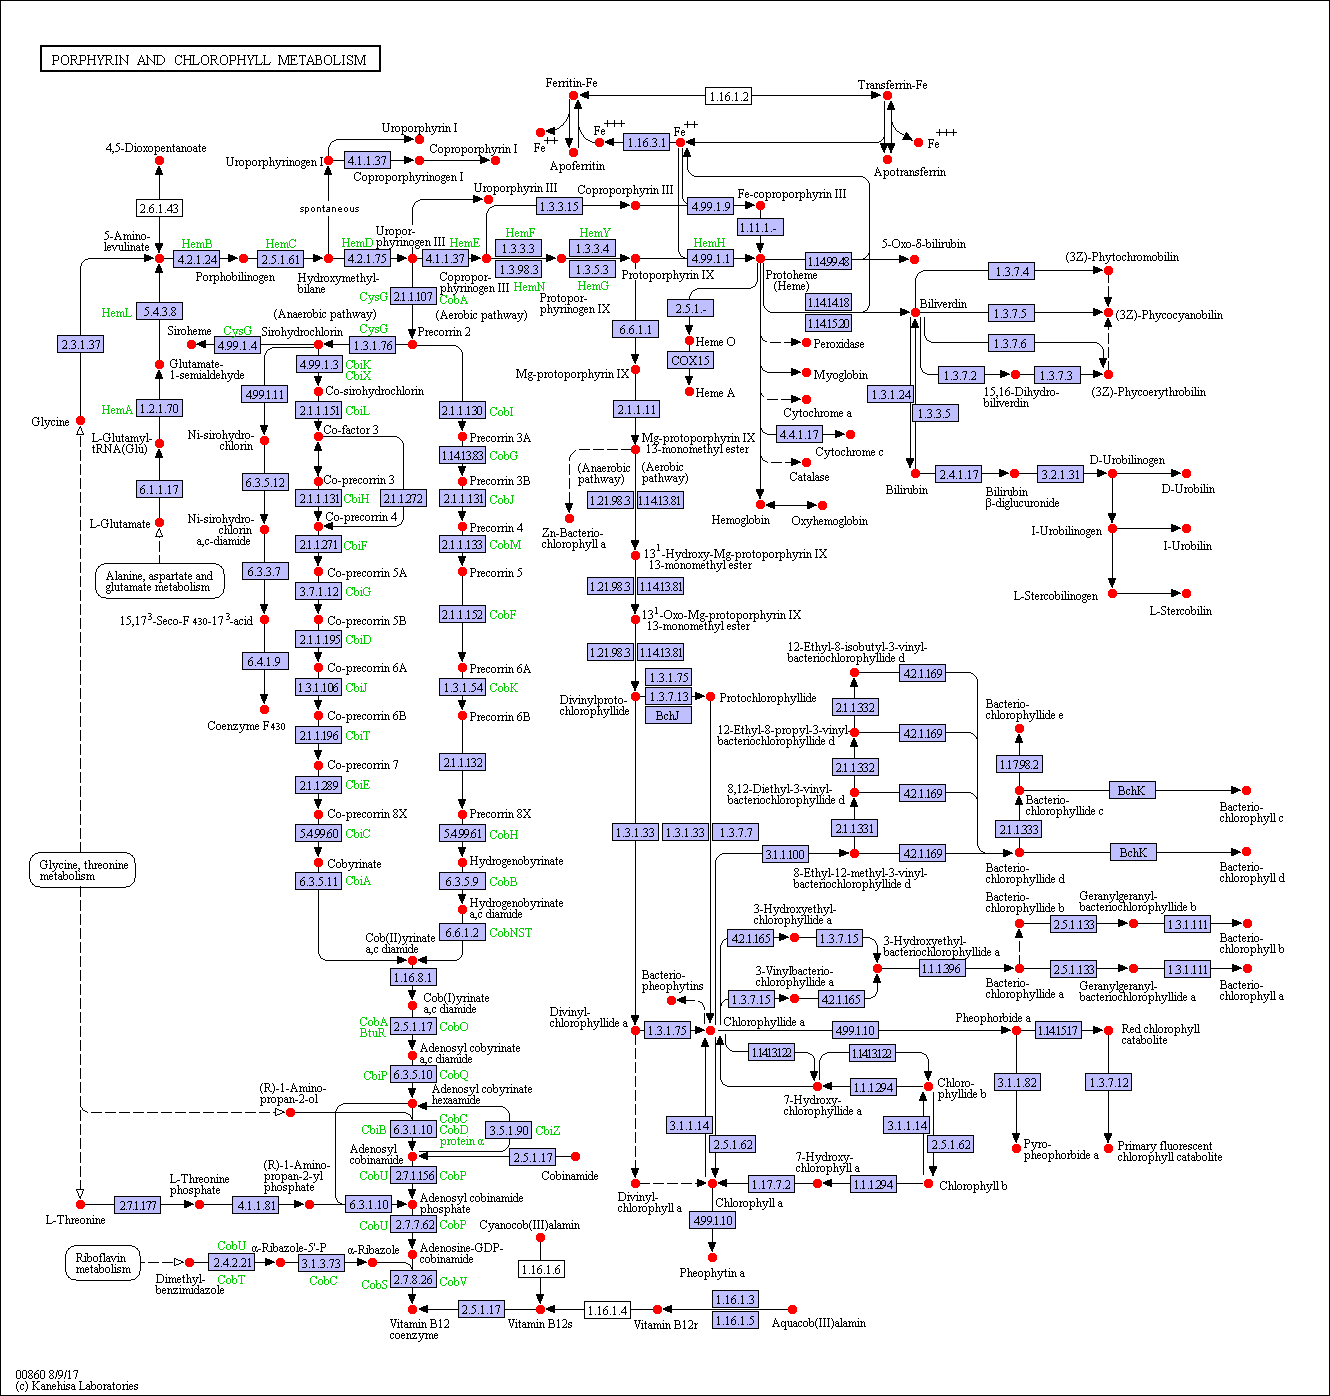 PORPHYRIN AND CHLOROPHYLL METABOLISM
Ferritin-Fe
1.16.1.2
Transferrin-Fe
Uroporphyrin I
Fe++
Fe+++
1.16.3.1
Fe++
Fe+++
4,5-Dioxopentanoate
Uroporphyrinogen I
4.1.1.37
Coproporphyrin I
Apoferritin
Apotransferrin
Coproporphyrinogen I
Uroporphyrin III
Coproporphyrin III
Fe-coproporphyrin III
2.6.1.43
spontaneous
1.3.3.15
4.99.1.9
1.11.1.-
5-Amino-
levulinate
HemB
HemC
HemD
Uropor-
phyrinogen III
HemE
HemF
HemY
HemH
5-Oxo-δ-bilirubin
4.2.1.24
2.5.1.61
4.2.1.75
4.1.1.37
1.3.3.3
1.3.3.4
4.99.1.1
1.14.99.48
(3Z)-Phytochromobilin
Porphobilinogen
Hydroxymethyl-
bilane
Copropor-
phyrinogen III
1.3.98.3
1.3.5.3
Protoporphyrin IX
Protoheme
(Heme)
1.3.7.4
HemN
HemG
CysG
2.1.1.107
CobA
Protopor-
phyrinogen IX
2.5.1.-
1.14.14.18
1.14.15.20
Biliverdin
1.3.7.5
(3Z)-Phycocyanobilin
HemL
5.4.3.8
(Anaerobic pathway)
(Aerobic pathway)
Siroheme
CysG
Sirohydrochlorin
CysG
Precorrin 2
6.6.1.1
Heme O
Peroxidase
1.3.7.6
2.3.1.37
4.99.1.4
1.3.1.76
COX15
Glutamate-
1-semialdehyde
4.99.1.3
CbiK
CbiX
Mg-protoporphyrin IX
Heme A
Myoglobin
1.3.7.2
1.3.7.3
4.99.1.11
Co-sirohydrochlorin
1.3.1.24
15,16-Dihydro-
biliverdin
(3Z)-Phycoerythrobilin
HemA
1.2.1.70
2.1.1.151
CbiL
2.1.1.130
CobI
2.1.1.11
Cytochrome a
1.3.3.5
Glycine
L-Glutamyl-
tRNA(Glu)
Ni-sirohydro-
chlorin
Co-factor 3
Precorrin 3A
Mg-protoporphyrin IX
13-monomethyl ester
4.4.1.17
Cytochrome c
1.14.13.83
CobG
(Anaerobic
pathway)
(Aerobic
pathway)
Catalase
D-Urobilinogen
6.1.1.17
6.3.5.12
Co-precorrin 3
Precorrin 3B
2.4.1.17
3.2.1.31
2.1.1.131
CbiH
2.1.1.272
2.1.1.131
CobJ
1.21.98.3
1.14.13.81
Bilirubin
Bilirubin
β-diglucuronide
D-Urobilin
L-Glutamate
Ni-sirohydro-
chlorin
a,c-diamide
Co-precorrin 4
Precorrin 4
Zn-Bacterio-
chlorophyll a
Hemoglobin
Oxyhemoglobin
I-Urobilinogen
I-Urobilin
2.1.1.271
CbiF
2.1.1.133
CobM
13¹-Hydroxy-Mg-protoporphyrin IX
13-monomethyl ester
Alanine, aspartate and
glutamate metabolism
6.3.3.7
Co-precorrin 5A
Precorrin 5
3.7.1.12
CbiG
1.21.98.3
1.14.13.81
L-Stercobilinogen
L-Stercobilin
15,17³-Seco-F 430-17³-acid
Co-precorrin 5B
2.1.1.152
CobF
13¹-Oxo-Mg-protoporphyrin IX
13-monomethyl ester
2.1.1.195
CbiD
1.21.98.3
1.14.13.81
12-Ethyl-8-isobutyl-3-vinyl-
bacteriochlorophyllide d
6.4.1.9
Co-precorrin 6A
Precorrin 6A
1.3.1.75
4.2.1.169
1.3.1.106
CbiJ
1.3.1.54
CobK
Divinylproto-
chlorophyllide
1.3.7.13
Protochlorophyllide
2.1.1.332
Bacterio-
chlorophyllide e
Coenzyme F430
Co-precorrin 6B
Precorrin 6B
BchJ
2.1.1.196
CbiT
12-Ethyl-8-propyl-3-vinyl-
bacteriochlorophyllide d
4.2.1.169
Co-precorrin 7
2.1.1.132
2.1.1.332
1.17.98.2
2.1.1.289
CbiE
8,12-Diethyl-3-vinyl-
bacteriochlorophyllide d
4.2.1.169
Bacterio-
chlorophyllide c
BchK
Bacterio-
chlorophyll c
Co-precorrin 8X
Precorrin 8X
5.4.99.60
CbiC
5.4.99.61
CobH
1.3.1.33
1.3.1.33
1.3.7.7
2.1.1.331
2.1.1.333
Glycine, threonine
metabolism
Cobyrinate
Hydrogenobyrinate
3.1.1.100
4.2.1.169
BchK
6.3.5.11
CbiA
6.3.5.9
CobB
8-Ethyl-12-methyl-3-vinyl-
bacteriochlorophyllide d
Bacterio-
chlorophyllide d
Bacterio-
chlorophyll d
Hydrogenobyrinate
a,c diamide
3-Hydroxyethyl-
chlorophyllide a
Bacterio-
chlorophyllide b
Geranylgeranyl-
bacteriochlorophyllide b
6.6.1.2
CobNST
4.2.1.165
1.3.7.15
3-Hydroxyethyl-
bacteriochlorophyllide a
2.5.1.133
1.3.1.111
Bacterio-
chlorophyll b
Cob(II)yrinate
a,c diamide
1.16.8.1
Bacterio-
pheophytins
3-Vinylbacterio-
chlorophyllide a
1.1.1.396
2.5.1.133
1.3.1.111
Cob(I)yrinate
a,c diamide
1.3.7.15
4.2.1.165
Bacterio-
chlorophyllide a
Geranylgeranyl-
bacteriochlorophyllide a
Bacterio-
chlorophyll a
CobA
BtuR
2.5.1.17
CobO
Divinyl-
chlorophyllide a
1.3.1.75
Chlorophyllide a
4.99.1.10
Pheophorbide a
1.14.15.17
Red chlorophyll
catabolite
Adenosyl cobyrinate
a,c diamide
1.14.13.122
1.14.13.122
CbiP
6.3.5.10
CobQ
1.1.1.294
Chloro-
phyllide b
3.1.1.82
1.3.7.12
(R)-1-Amino-
propan-2-ol
Adenosyl cobyrinate
hexaamide
7-Hydroxy-
chlorophyllide a
CbiB
6.3.1.10
CobC
CobD
protein α
3.5.1.90
CbiZ
3.1.1.14
2.5.1.62
3.1.1.14
2.5.1.62
Pyro-
pheophorbide a
Primary fluorescent
chlorophyll catabolite
Adenosyl
cobinamide
2.5.1.17
Cobinamide
L-Threonine
phosphate
(R)-1-Amino-
propan-2-yl
phosphate
CobU
2.7.1.156
CobP
7-Hydroxy-
chlorophyll a
1.17.7.2
1.1.1.294
Chlorophyll b
L-Threonine
2.7.1.177
4.1.1.81
6.3.1.10
Adenosyl cobinamide
phosphate
Divinyl-
chlorophyll a
Chlorophyll a
CobU
2.7.7.62
CobP
Cyanocob(III)alamin
4.99.1.10
Riboflavin
metabolism
CobU
α-Ribazole-5'-P
α-Ribazole
Adenosine-GDP-
cobinamide
2.4.2.21
3.1.3.73
1.16.1.6
Pheophytin a
Dimethyl-
benzimidazole
CobT
CobC
CobS
2.7.8.26
CobV
2.5.1.17
1.16.1.4
1.16.1.3
1.16.1.5
Vitamin B12
coenzyme
Vitamin B12s
Vitamin B12r
Aquacob(III)alamin
00860 8/9/17
(c) Kanehisa Laboratories